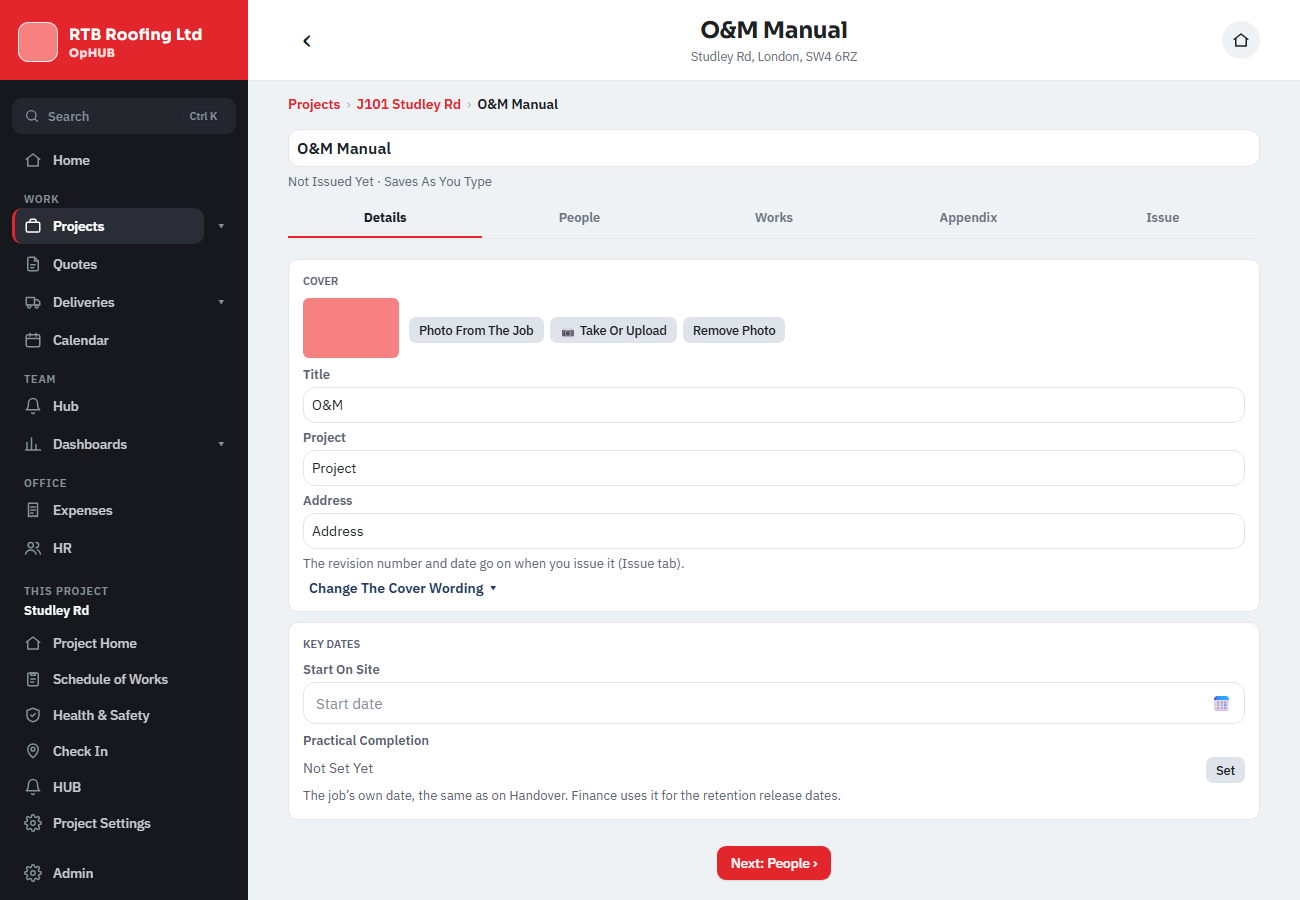 RTB Roofing Ltd
OpHUB
Search Ctrl K
Home
WORK
Projects
Quotes
Deliveries
Calendar
TEAM
Hub
Dashboards
OFFICE
Expenses
HR
THIS PROJECT
Studley Rd
Project Home
Schedule of Works
Health & Safety
Check In
HUB
Project Settings
Admin
O&M Manual
Studley Rd, London, SW4 6RZ
Projects › J101 Studley Rd › O&M Manual
O&M Manual
Not Issued Yet · Saves As You Type
Details People Works Appendix Issue
COVER
Photo From The Job Take Or Upload Remove Photo
Title
O&M
Project
Project
Address
Address
The revision number and date go on when you issue it (Issue tab).
Change The Cover Wording ▾
KEY DATES
Start On Site
Start date
Practical Completion
Not Set Yet Set
The job’s own date, the same as on Handover. Finance uses it for the retention release dates.
Next: People ›